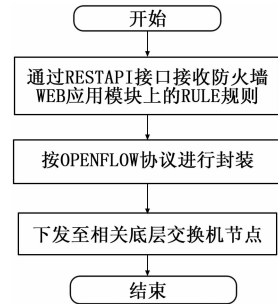 开始
通过RESTAPI接口接收防火墙
WEB应用模块上的RULE规则
按OPENFLOW协议进行封装
下发至相关底层交换机节点
结束